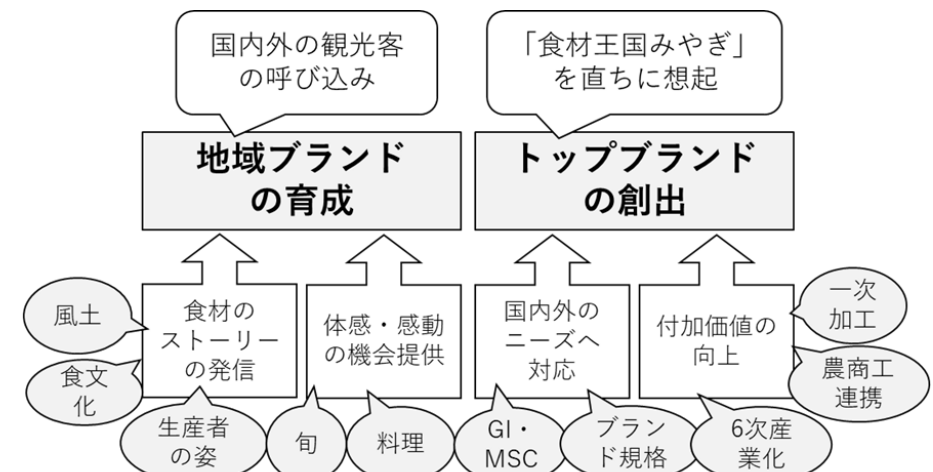 国内外の観光客
の呼び込み
「食材王国みやぎ」
を直ちに想起
地域ブランド
の育成
トップブランド
の創出
食材の
ストーリー
の発信
体感・感動
の機会提供
国内外の
ニーズへ
対応
付加価値の
向上
風土
食文
化
生産者
の姿
旬
料理
GI・
MSC
ブラン
ド規格
6次産
業化
一次
加工
農商工
連携